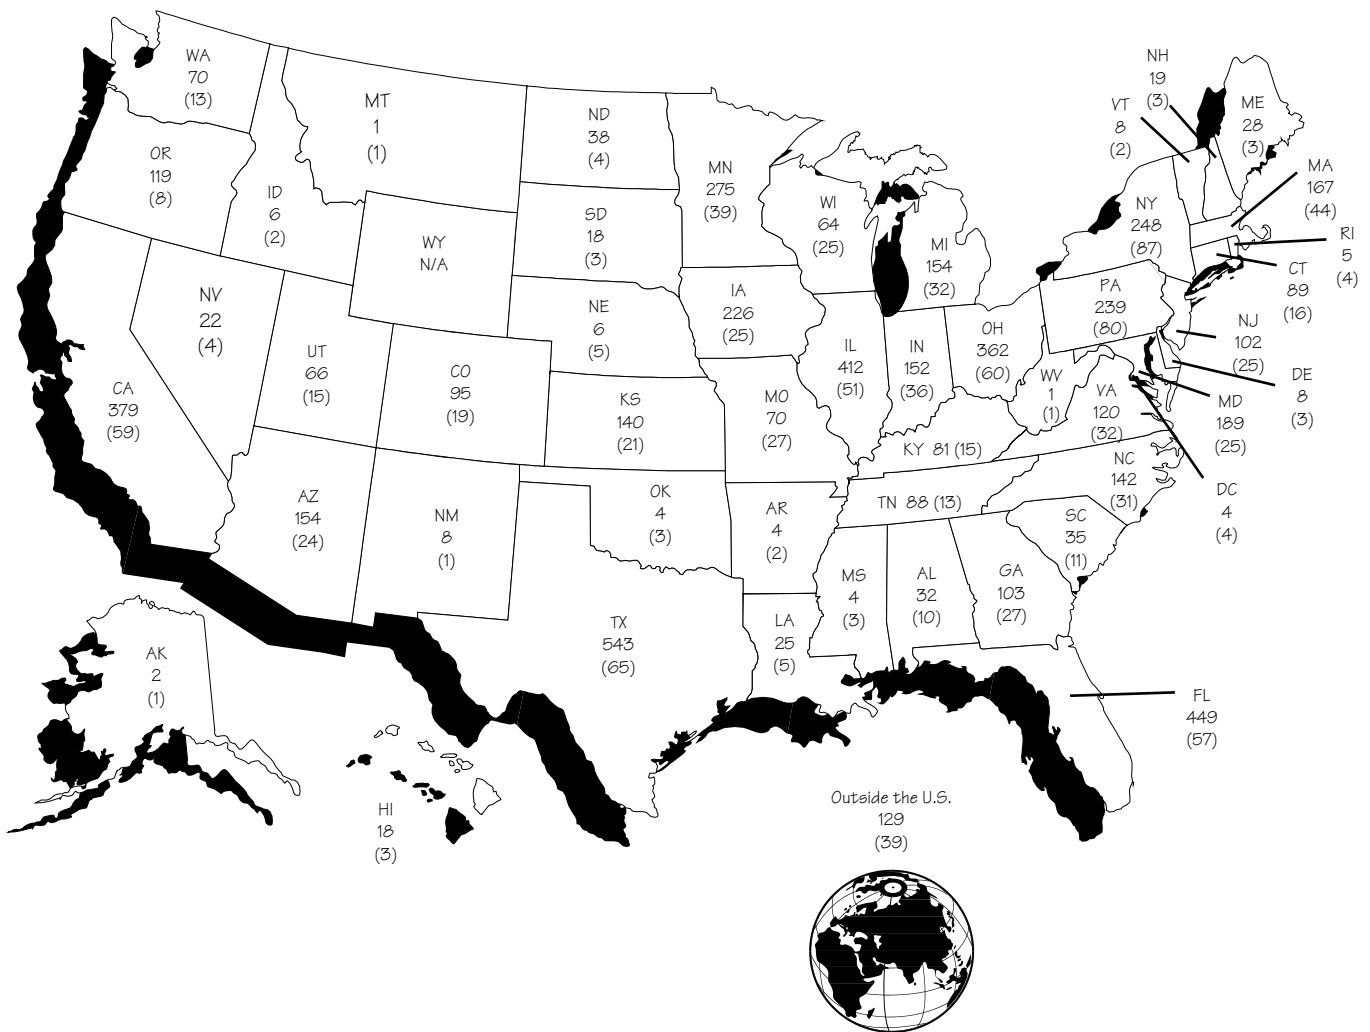 WA
70
(13)
OR
119
(8)
ID
6
(2)
MT
1
(1)
WY
N/A
NV
22
(4)
UT
66
(15)
CO
95
(19)
CA
379
(59)
AZ
154
(24)
NM
8
(1)
ND
38
(4)
SD
18
(3)
NE
6
(5)
KS
140
(21)
OK
4
(3)
TX
543
(65)
MN
275
(39)
IA
226
(25)
MO
70
(27)
AR
4
(2)
LA
25
(5)
WI
64
(25)
IL
412
(51)
MI
154
(32)
IN
152
(36)
OH
362
(60)
KY 81 (15)
TN 88 (13)
MS
4
(3)
AL
32
(10)
GA
103
(27)
SC
35
(11)
NC
142
(31)
WV
1
(1)
VA
120
(32)
PA
239
(80)
NY
248
(87)
VT
8
(2)
NH
19
(3)
ME
28
(3)
MA
167
(44)
RI
5
(4)
CT
89
(16)
NJ
102
(25)
DE
8
(3)
MD
189
(25)
DC
4
(4)
FL
449
(57)
AK
2
(1)
HI
18
(3)
Outside the U.S.
129
(39)